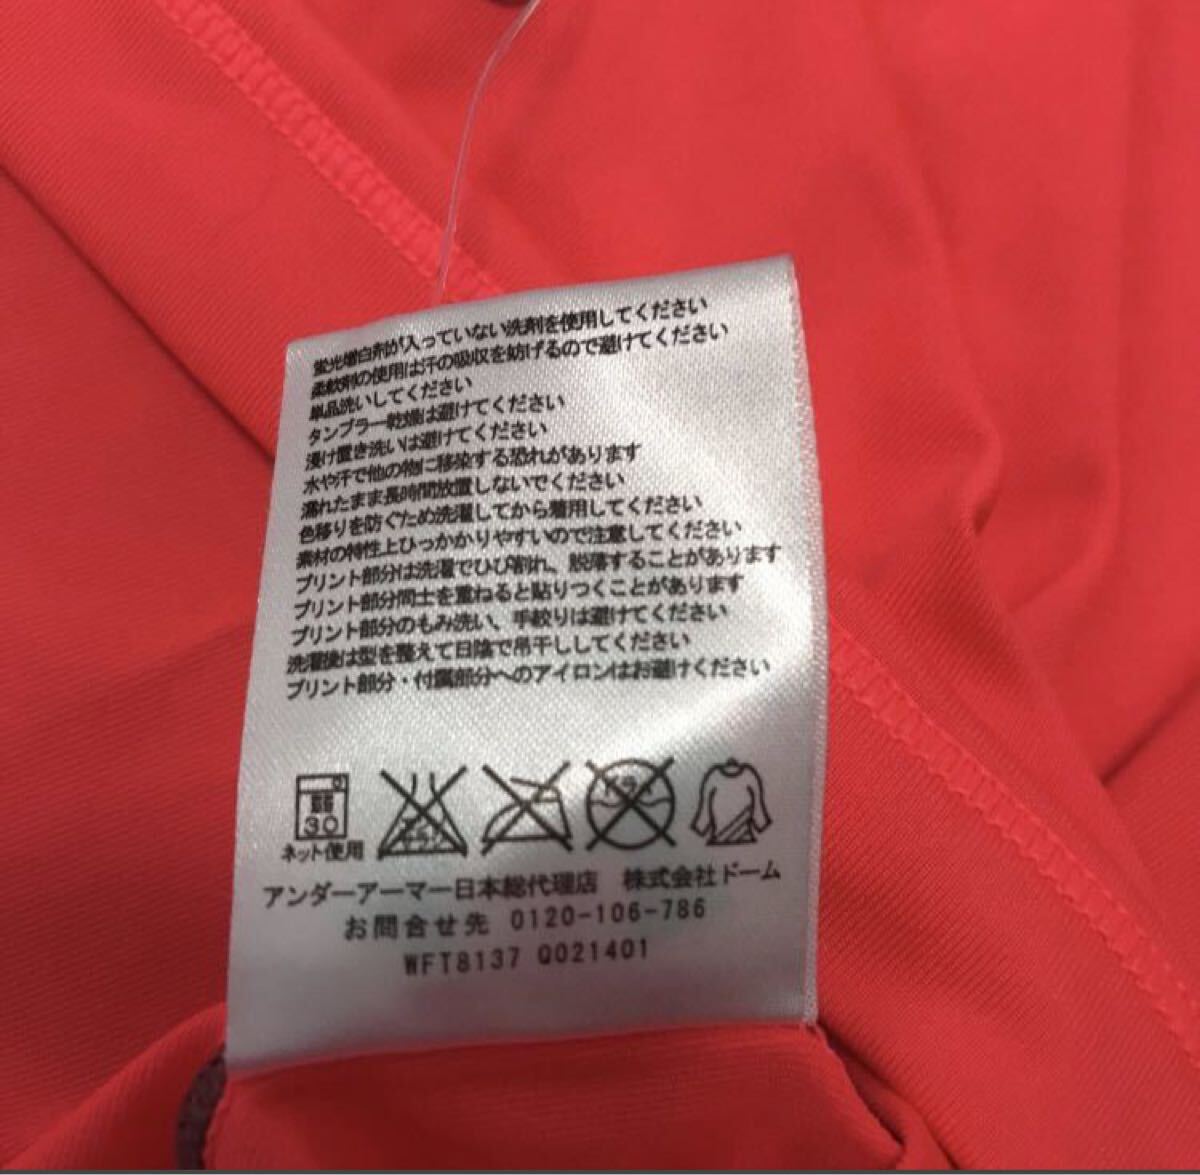 蛍光増白剤が入っていない洗剤を使用してください
柔軟剤の使用は汗の吸収を妨げるので避けてください
単品洗いしてください
タンブラー乾燥は避けてください
浸け置き洗いは避けてください
水や汗で他の物に移染する恐れがあります
濡れたまま長時間放置しないでください
色移りを防ぐため洗濯してから着用してください
素材の特性上ひっかかりやすいので注意してください
プリント部分は洗濯でひび割れ、脱落することがあります
プリント部分同士を重ねると貼りつくことがあります
プリント部分のもみ洗い、手絞りは避けてください
洗濯後は型を整えて日陰で吊干ししてください
プリント部分・付属部分へのアイロンはお避けください
弱
30
エンソ
サラシ
ドライ
ネット使用
アンダーアーマー日本総代理店 株式会社ドーム
お問合せ先 0120-106-786
WFT8137 Q021401